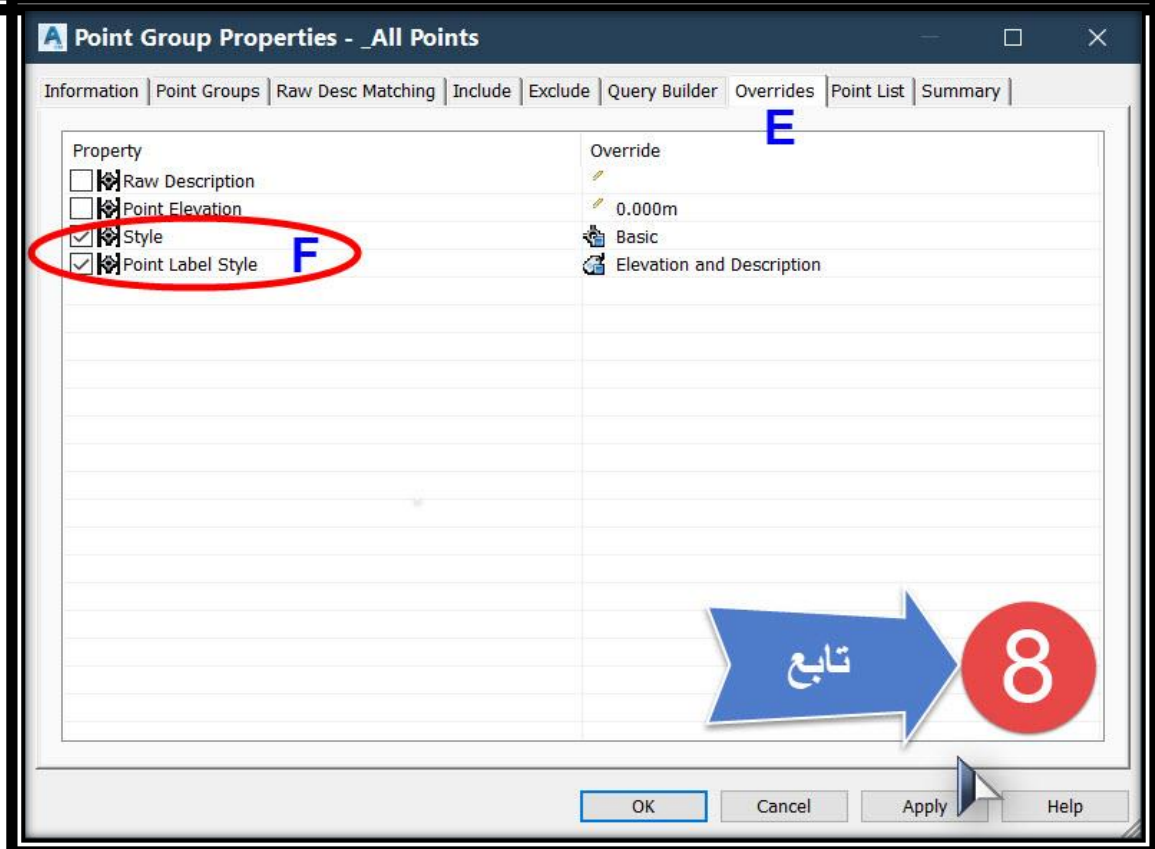 Point Group Properties - _All Points
Information Point Groups Raw Desc Matching Include Exclude Query Builder Overrides Point List Summary
E
Property Override
Raw Description
Point Elevation 0.000m
Style Basic
F
Point Label Style Elevation and Description
تابع 8
OK Cancel Apply Help